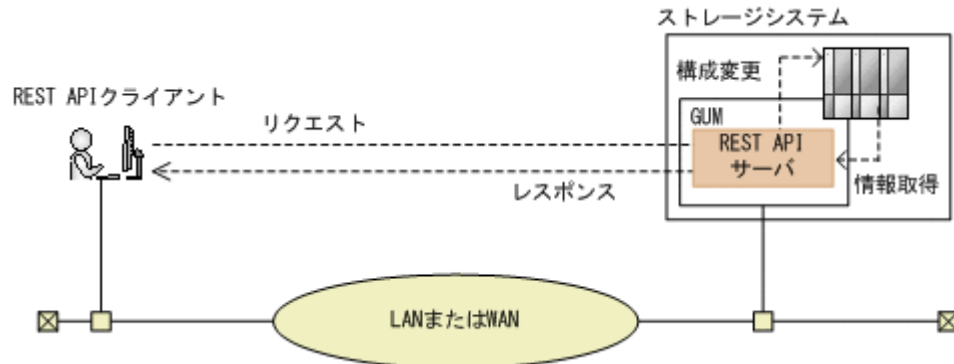 ストレージシステム
構成変更
REST APIクライアント
リクエスト
GUM
REST API
サーバ
情報取得
レスポンス
LANまたはWAN